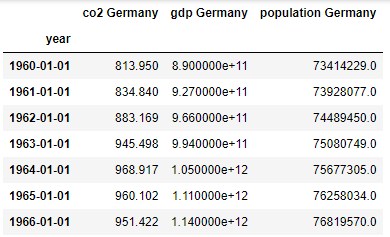 co2 Germany gdp Germany population Germany
year
1960-01-01 813.950 8.900000e+11 73414229.0
1961-01-01 834.840 9.270000e+11 73928077.0
1962-01-01 883.169 9.660000e+11 74489450.0
1963-01-01 945.498 9.940000e+11 75080749.0
1964-01-01 968.917 1.050000e+12 75677305.0
1965-01-01 960.102 1.110000e+12 76258034.0
1966-01-01 951.422 1.140000e+12 76819570.0